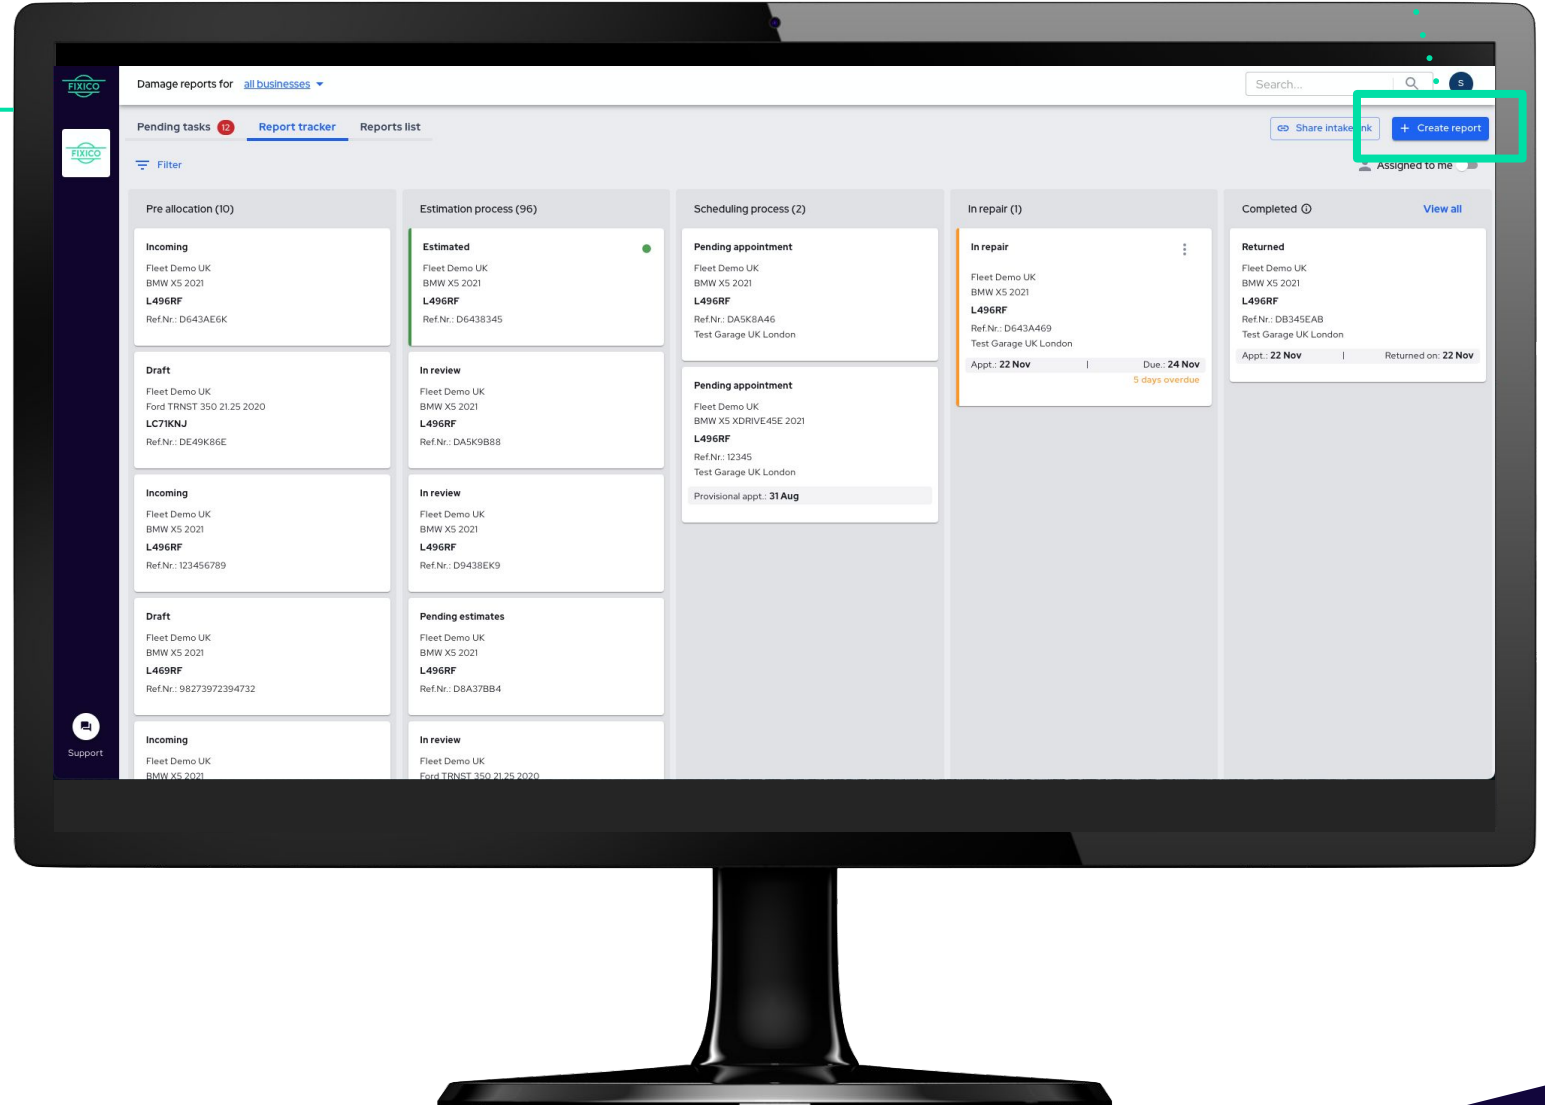 FIXICO
Damage reports for all businesses
Search...
S
Pending tasks 12 Report tracker Reports list
Share intake nk
+ Create report
FIXICO
Filter
Assigned to me
Pre allocation (10)
Incoming
Fleet Demo UK
BMW X5 2021
L496RF
Ref.Nr.: D643AE6K
Draft
Fleet Demo UK
Ford TRNST 350 21.25 2020
LC71KNJ
Ref.Nr.: DE49K86E
Incoming
Fleet Demo UK
BMW X5 2021
L496RF
Ref.Nr.: 123456789
Draft
Fleet Demo UK
BMW X5 2021
L469RF
Ref.Nr.: 98273972394732
Incoming
Fleet Demo UK
BMW X5 2021
Estimation process (96)
Estimated
Fleet Demo UK
BMW X5 2021
L496RF
Ref.Nr.: D6438345
In review
Fleet Demo UK
BMW X5 2021
L496RF
Ref.Nr.: DA5K9B88
In review
Fleet Demo UK
BMW X5 2021
L496RF
Ref.Nr.: D9438EK9
Pending estimates
Fleet Demo UK
BMW X5 2021
L496RF
Ref.Nr.: D8A37BB4
In review
Fleet Demo UK
Ford TRNST 350 21.25 2020
Scheduling process (2)
Pending appointment
Fleet Demo UK
BMW X5 2021
L496RF
Ref.Nr.: DA5K8A46
Test Garage UK London
Pending appointment
Fleet Demo UK
BMW X5 XDRIVE45E 2021
L496RF
Ref.Nr.: 12345
Test Garage UK London
Provisional appt.: 31 Aug
In repair (1)
In repair
Fleet Demo UK
BMW X5 2021
L496RF
Ref.Nr.: D643A469
Test Garage UK London
Appt.: 22 Nov | Due.: 24 Nov
5 days overdue
Completed View all
Returned
Fleet Demo UK
BMW X5 2021
L496RF
Ref.Nr.: DB345EAB
Test Garage UK London
Appt.: 22 Nov | Returned on: 22 Nov
Support